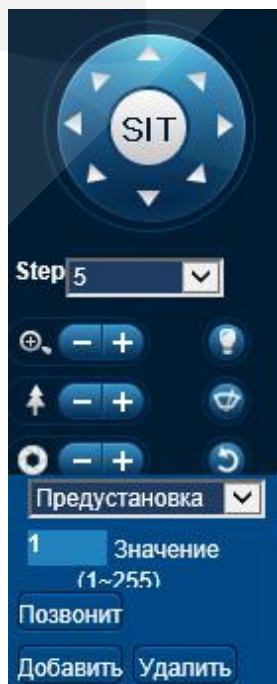 SIT
Step 5
Предустановка
1 Значение
(1~255)
Позвонит
Добавить Удалить